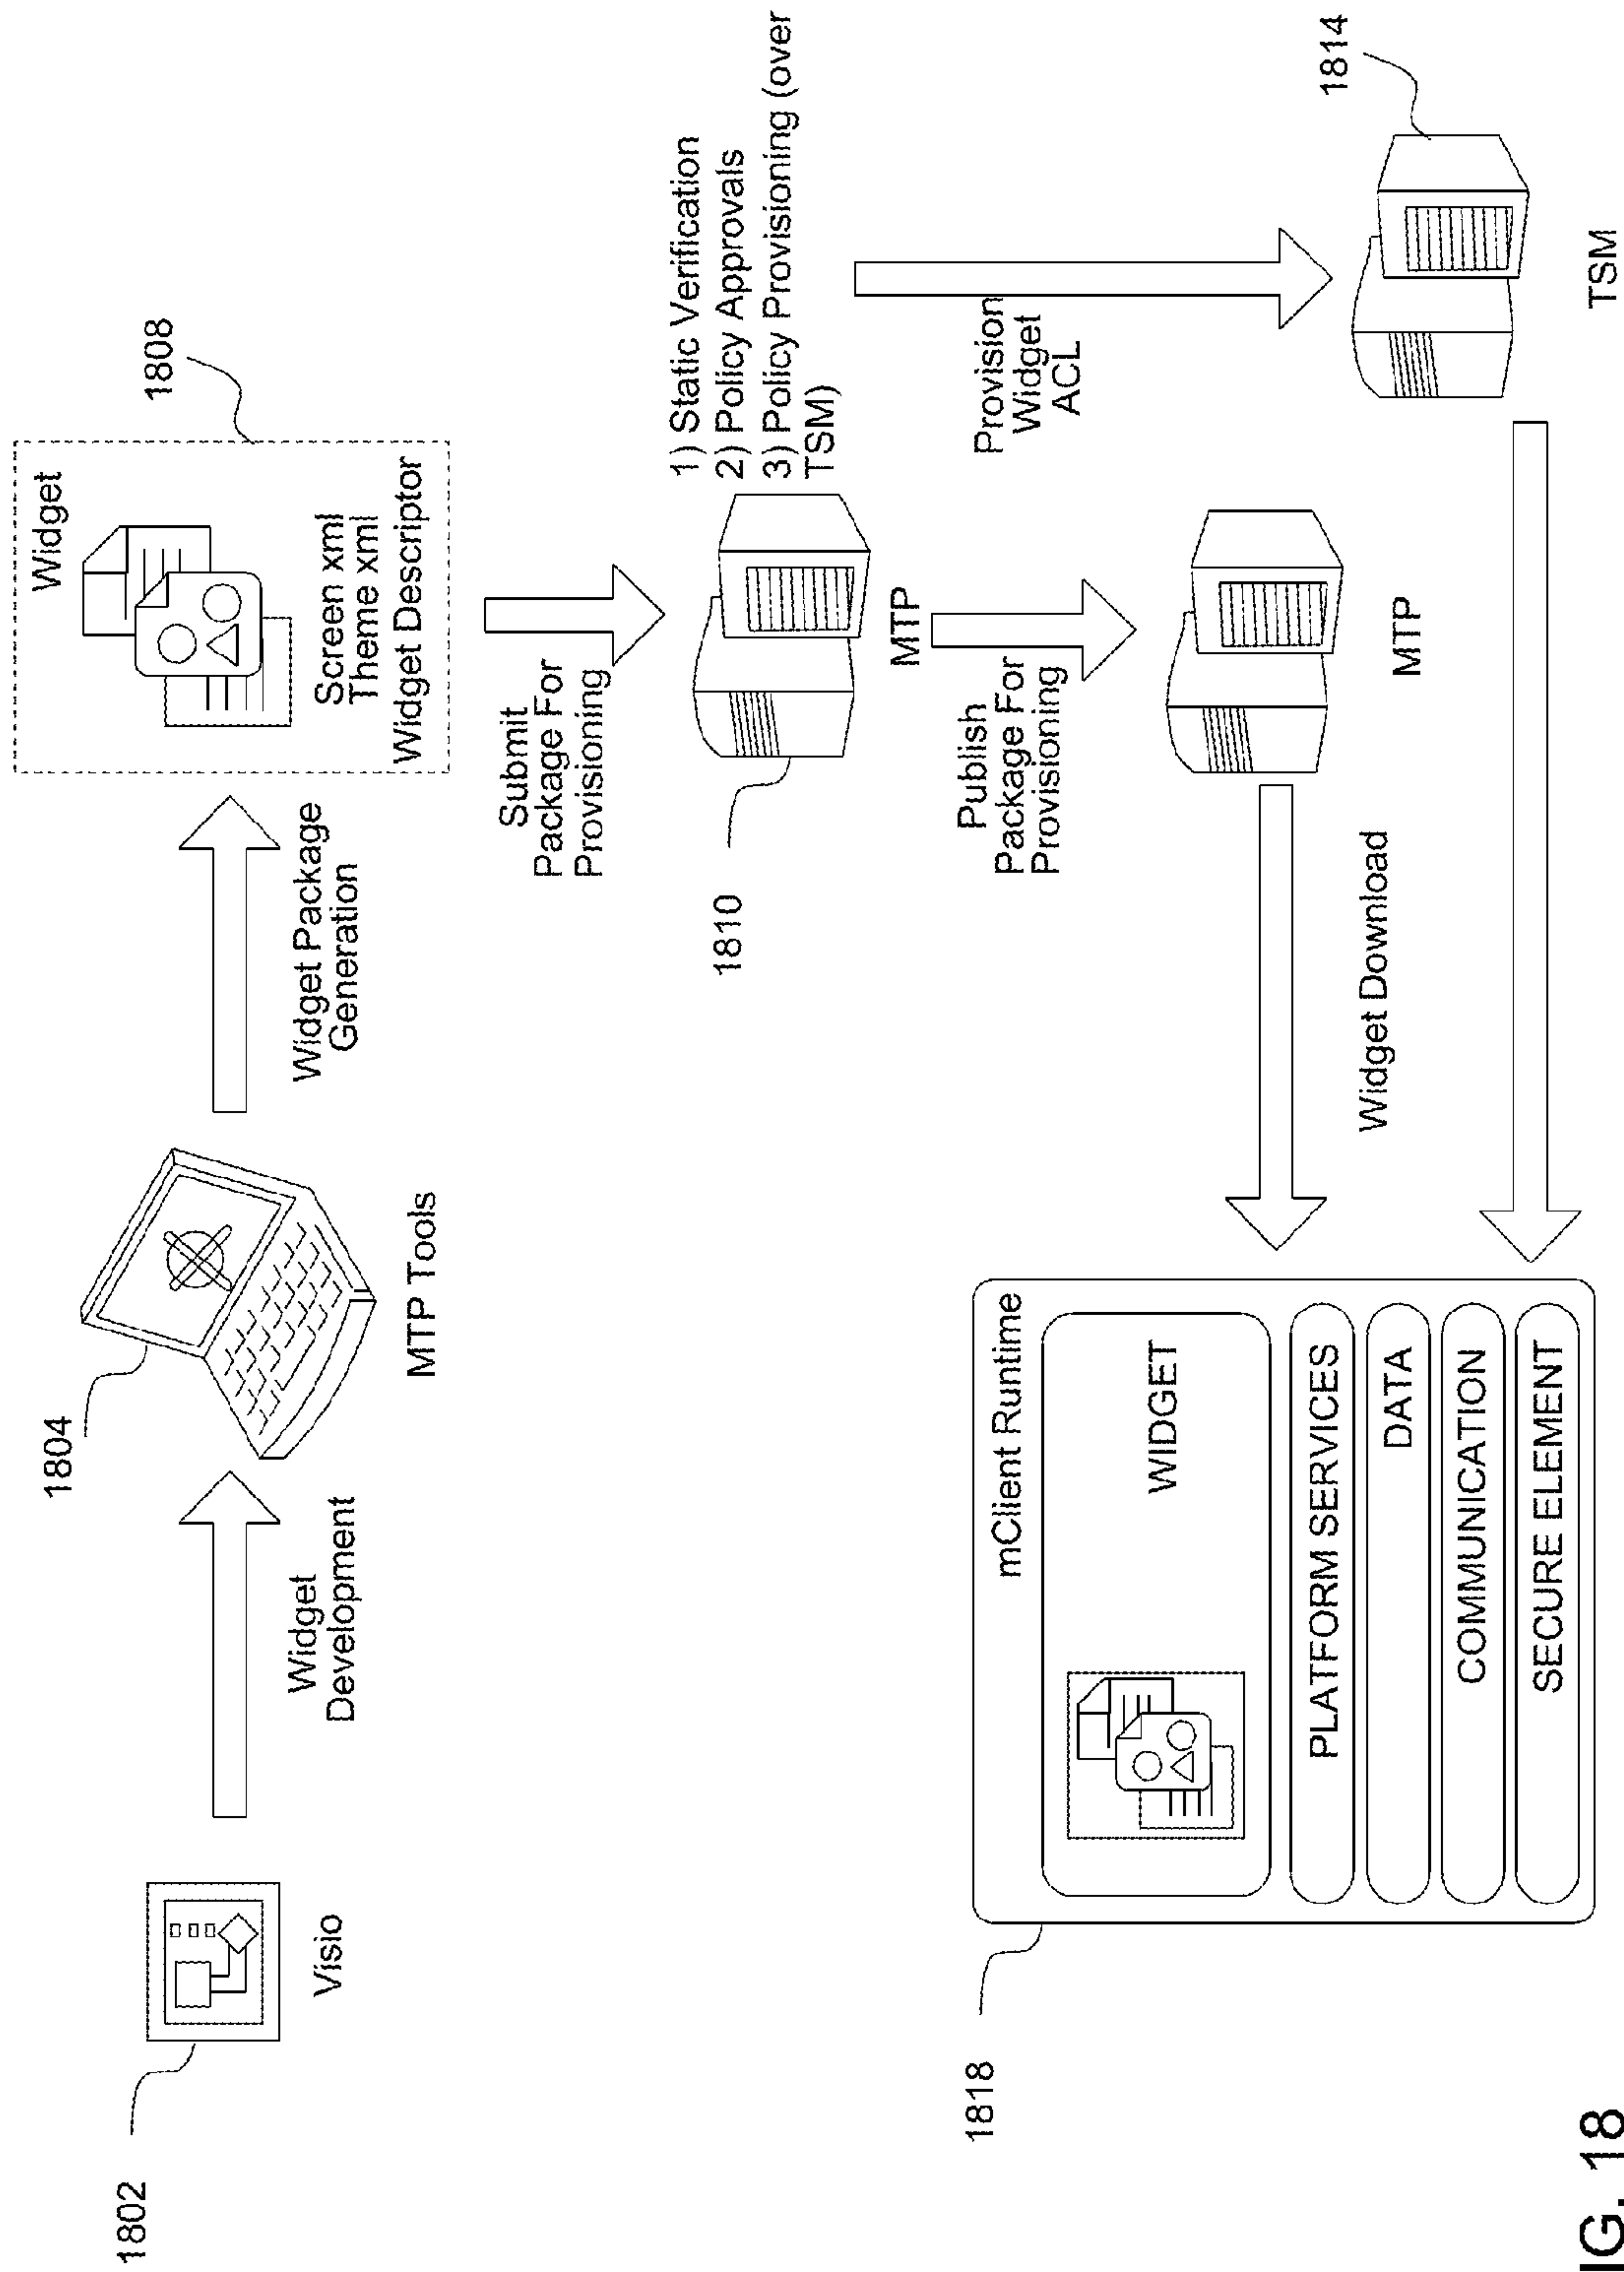 1802
Visio
Widget
Development
1804
MTP Tools
Widget Package
Generation
1808
Widget
Screen xml
Theme xml
Widget Descriptor
Submit
Package For
Provisioning
1810
MTP
1) Static Verification
2) Policy Approvals
3) Policy Provisioning (over
TSM)
Publish
Package For
Provisioning
MTP
Provision
Widget
ACL
1814
TSM
Widget Download
1818
mClient Runtime
WIDGET
PLATFORM SERVICES
DATA
COMMUNICATION
SECURE ELEMENT
IG. 18